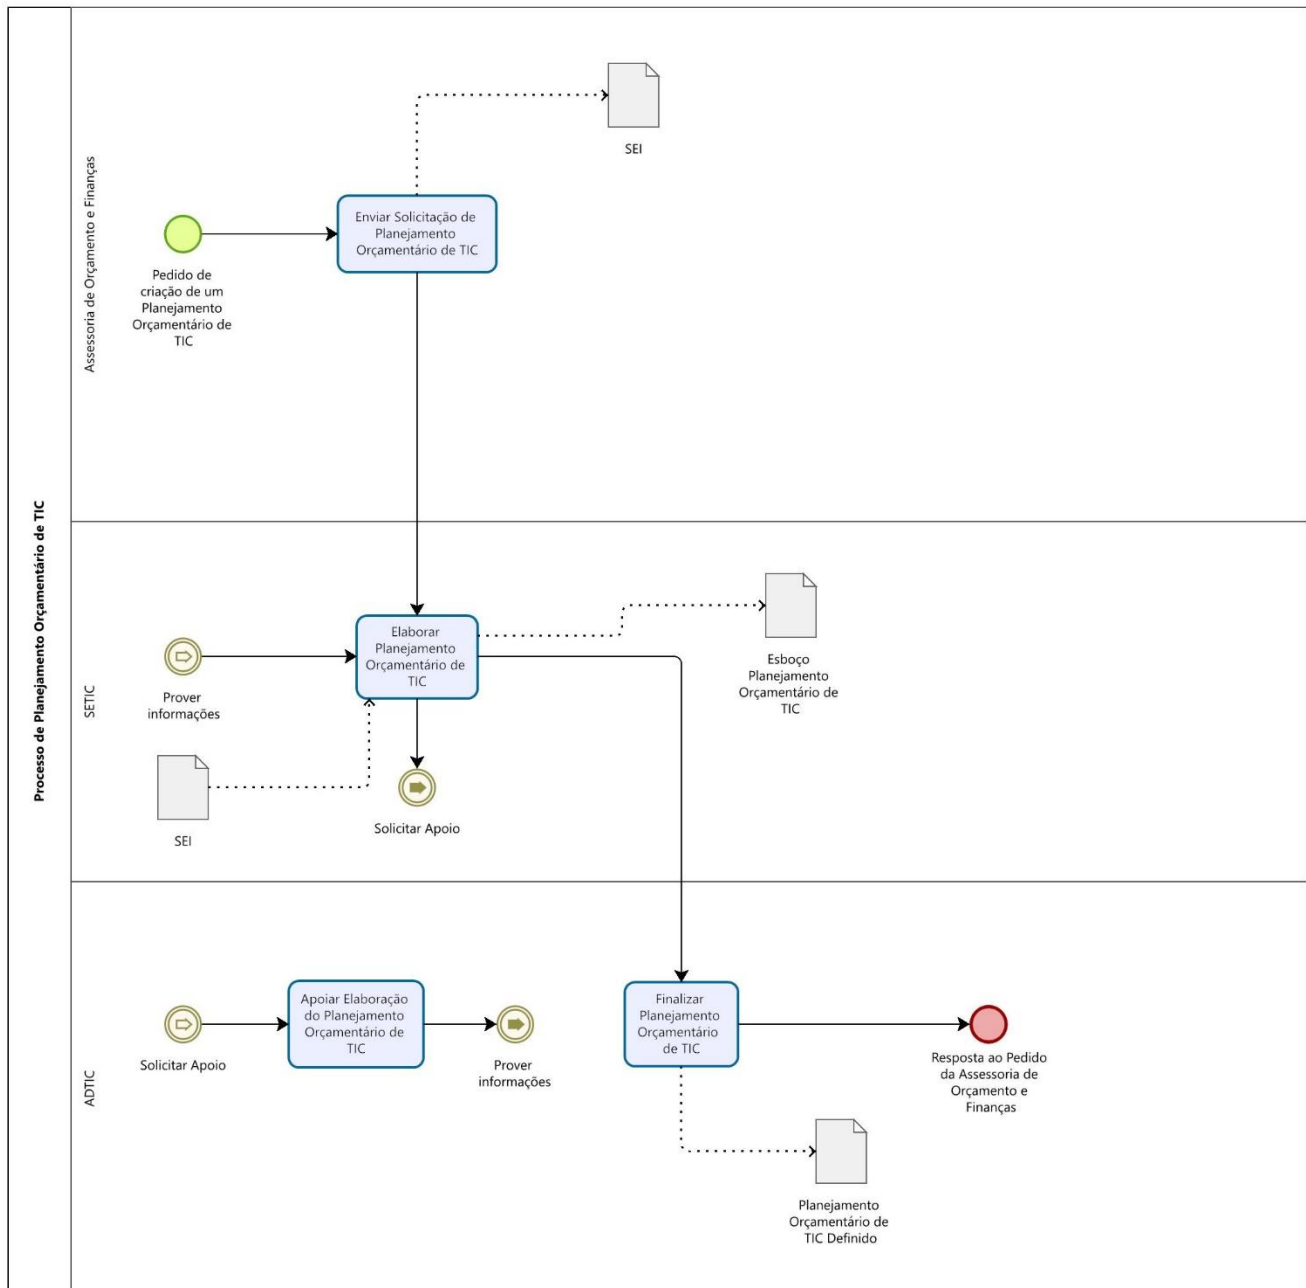 Processo de Planejamento Orçamentário de TIC
Assessoria de Orçamento e Finanças
SEI
Enviar Solicitação de
Planejamento
Orçamentário de TIC
Pedido de
criação de um
Planejamento
Orçamentário de
TIC
SETIC
Elaborar
Planejamento
Orçamentário de
TIC
Esboço
Planejamento
Orçamentário de
TIC
Prover
informações
SEI
Solicitar Apoio
ADTIC
Solicitar Apoio
Apoiar Elaboração
do Planejamento
Orçamentário de
TIC
Prover
informações
Finalizar
Planejamento
Orçamentário
de TIC
Resposta ao Pedido
da Assessoria de
Orçamento e
Finanças
Planejamento
Orçamentário de
TIC Definido